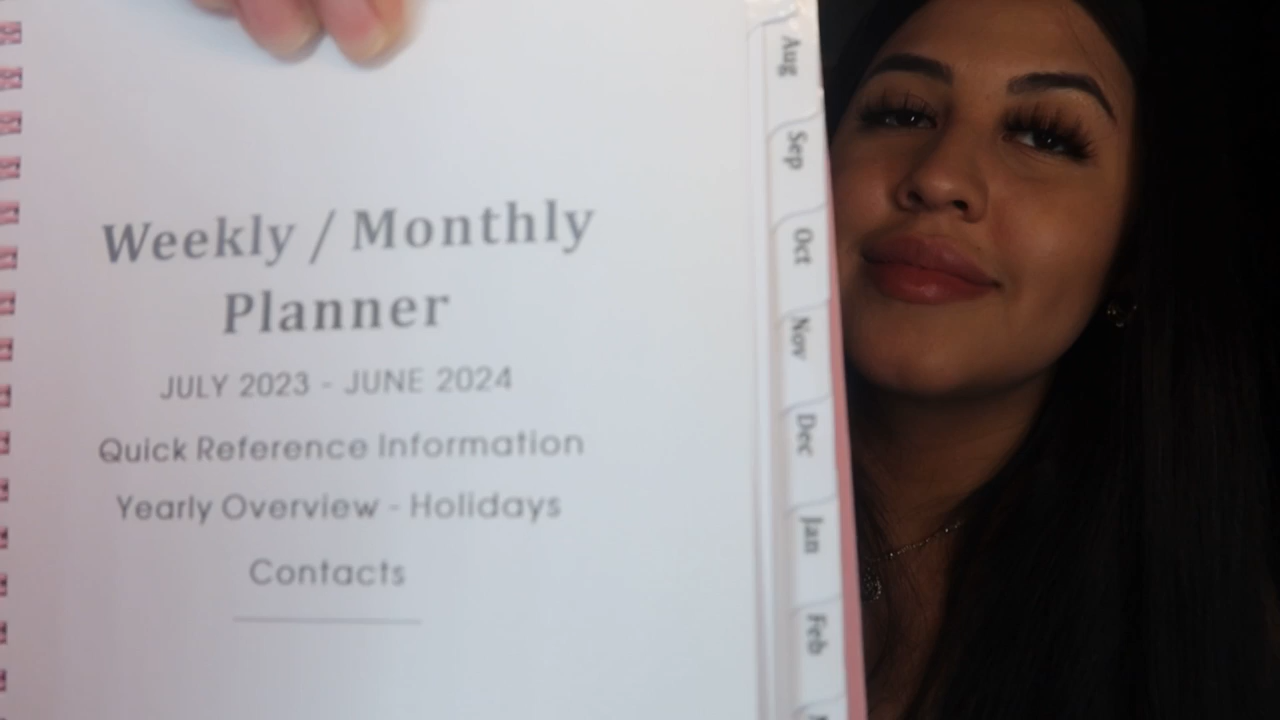 Weekly / Monthly
Planner
JULY 2023 - JUNE 2024
Quick Reference Information
Yearly Overview - Holidays
Contacts
Aug
Sep
Oct
Nov
Dec
Jan
Feb